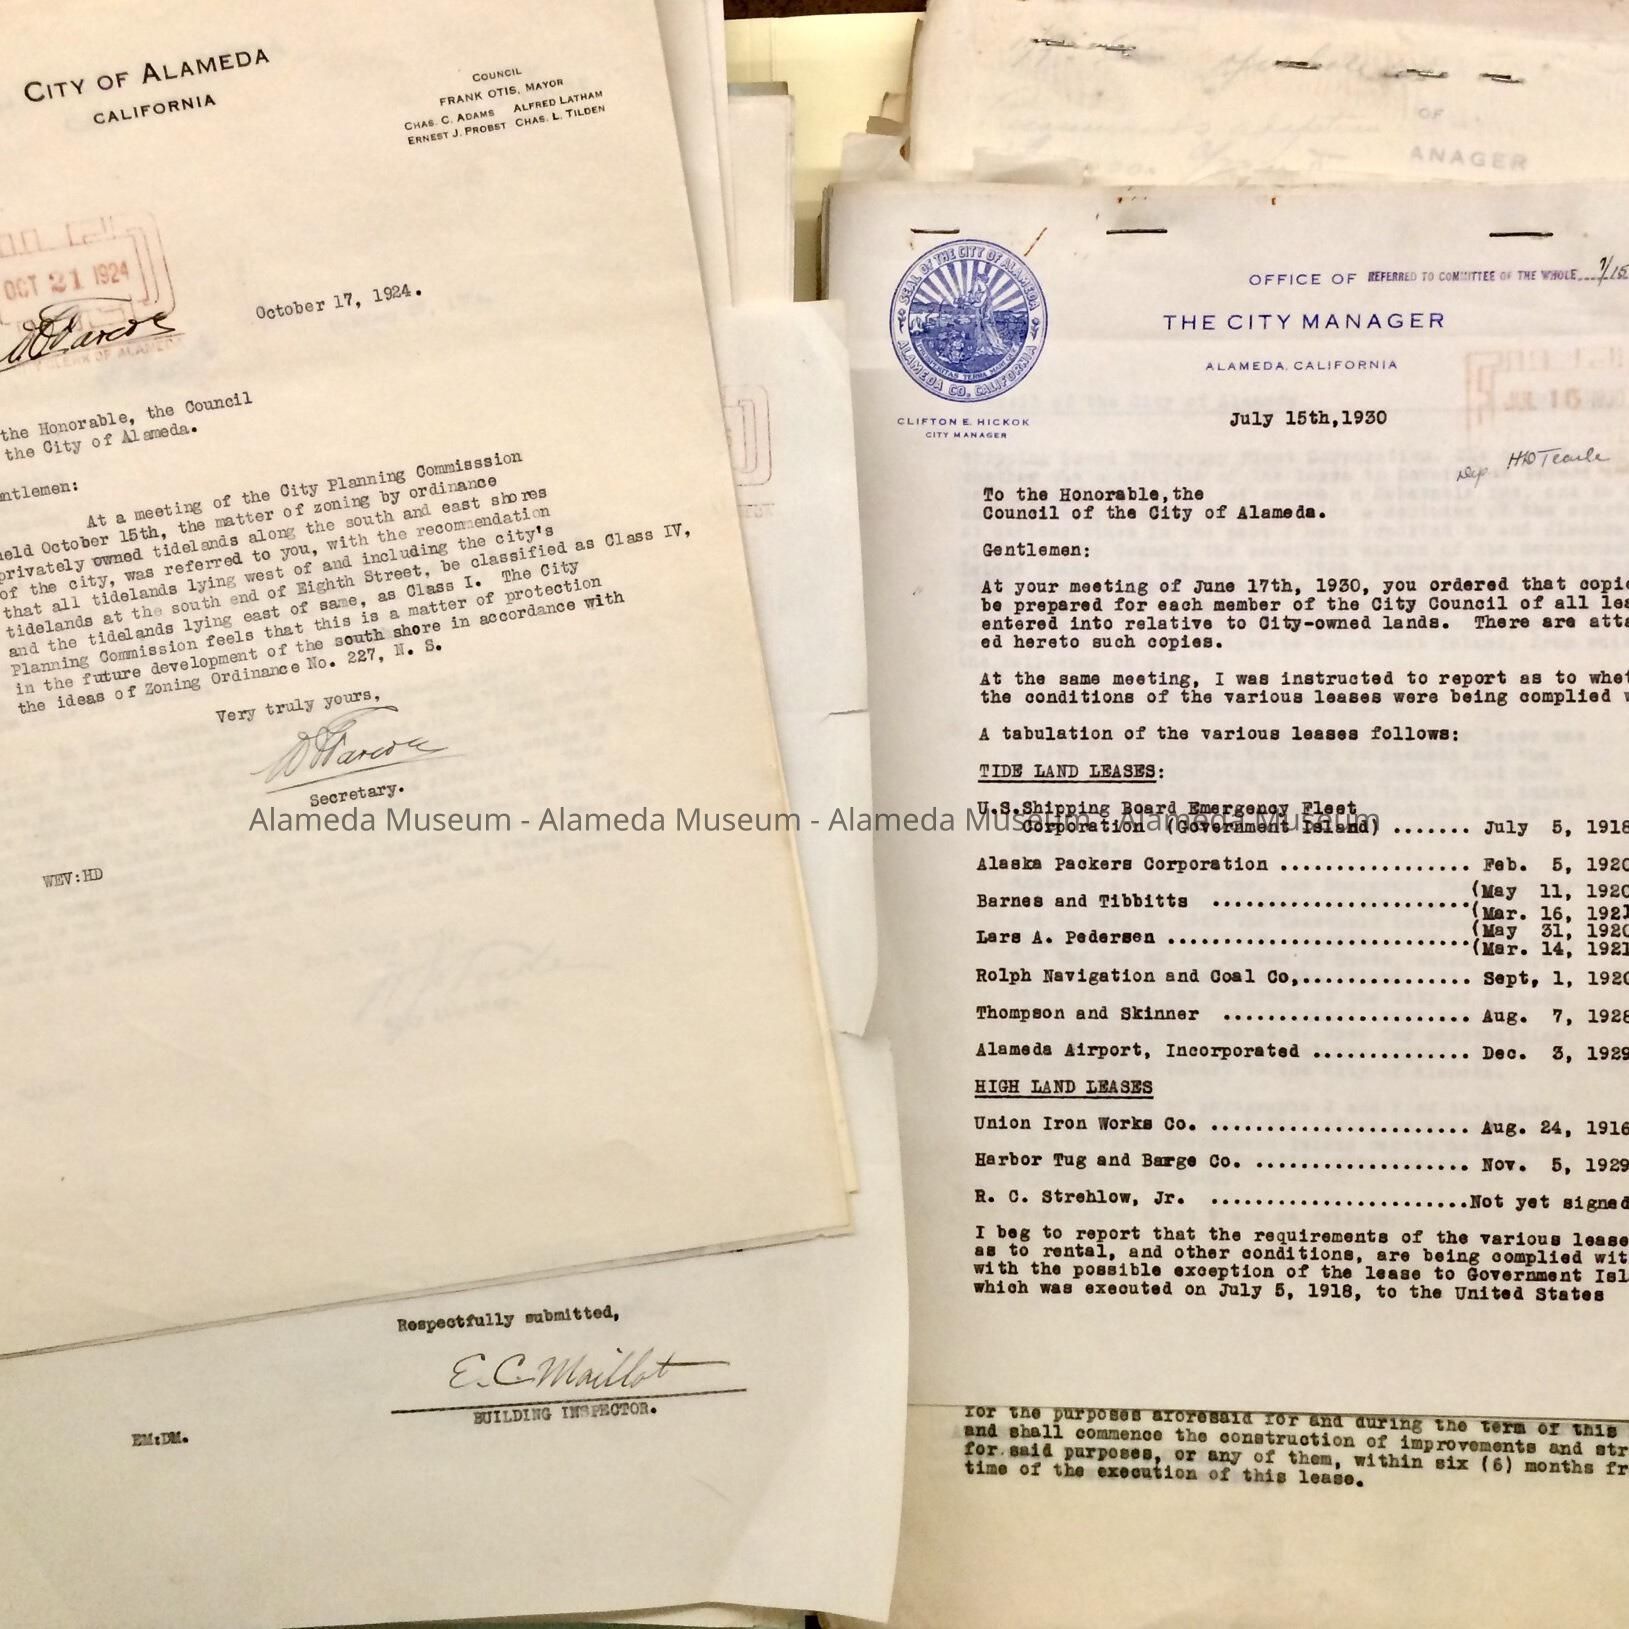 CITY OF ALAMEDA
CALIFORNIA
COUNCIL
FRANK OTIS, MAYOR
CHAS. C. ADAMS ALFRED LATHAM
ERNEST J. PROBST CHAS. L. TILDEN
OCT 21 1924
October 17, 1924.
the Honorable, the Council
the City of Alameda.
ntlemen:
At a meeting of the City Planning Commisssion
held October 15th, the matter of zoning by ordinance
privately owned tidelands along the south and east shores
of the city, was referred to you, with the recommendation
that all tidelands lying west of and including the city's
tidelands at the south end of Eighth Street, be classified as Class IV,
and the tidelands lying east of same, as Class I. The City
Planning Commission feels that this is a matter of protection
in the future development of the south shore in accordance with
the ideas of Zoning Ordinance No. 227, N. S.
Very truly yours,
Secretary.
WEV:HD
Respectfully submitted,
E. C. Maillot
BUILDING INSPECTOR.
EM:DM.
OF
ANAGER
SEAL OF THE CITY OF ALAMEDA
ALAMEDA CO. CALIFORNIA
CLIFTON E. HICKOK
CITY MANAGER
OFFICE OF REFERRED TO COMMITTEE OF THE WHOLE 7/15
THE CITY MANAGER
ALAMEDA, CALIFORNIA
July 15th,1930
To the Honorable,the
Council of the City of Alameda.
Gentlemen:
At your meeting of June 17th, 1930, you ordered that copie
be prepared for each member of the City Council of all lea
entered into relative to City-owned lands. There are atta
ed hereto such copies.
At the same meeting, I was instructed to report as to whet
the conditions of the various leases were being complied w
A tabulation of the various leases follows:
TIDE LAND LEASES:
U.S.Shipping Board Emergency Fleet
Corporation (Government Island) ....... July 5, 1918
Alaska Packers Corporation ................. Feb. 5, 1920
Barnes and Tibbitts ........................(May 11, 1920
(Mar. 16, 1921
Lars A. Pedersen ............................(May 31, 1920
(Mar. 14, 1921
Rolph Navigation and Coal Co,................ Sept, 1, 1920
Thompson and Skinner ....................... Aug. 7, 1928
Alameda Airport, Incorporated ............... Dec. 3, 1929
HIGH LAND LEASES
Union Iron Works Co. ........................ Aug. 24, 1916
Harbor Tug and Barge Co. .................... Nov. 5, 1929
R. C. Strehlow, Jr. ........................Not yet signed
I beg to report that the requirements of the various lease
as to rental, and other conditions, are being complied wit
with the possible exception of the lease to Government Isl
which was executed on July 5, 1918, to the United States
for the purposes aforesaid for and during the term of this
and shall commence the construction of improvements and str
for said purposes, or any of them, within six (6) months fr
time of the execution of this lease.
Alameda Museum - Alameda Museum - Alameda Museum - Alameda Museum